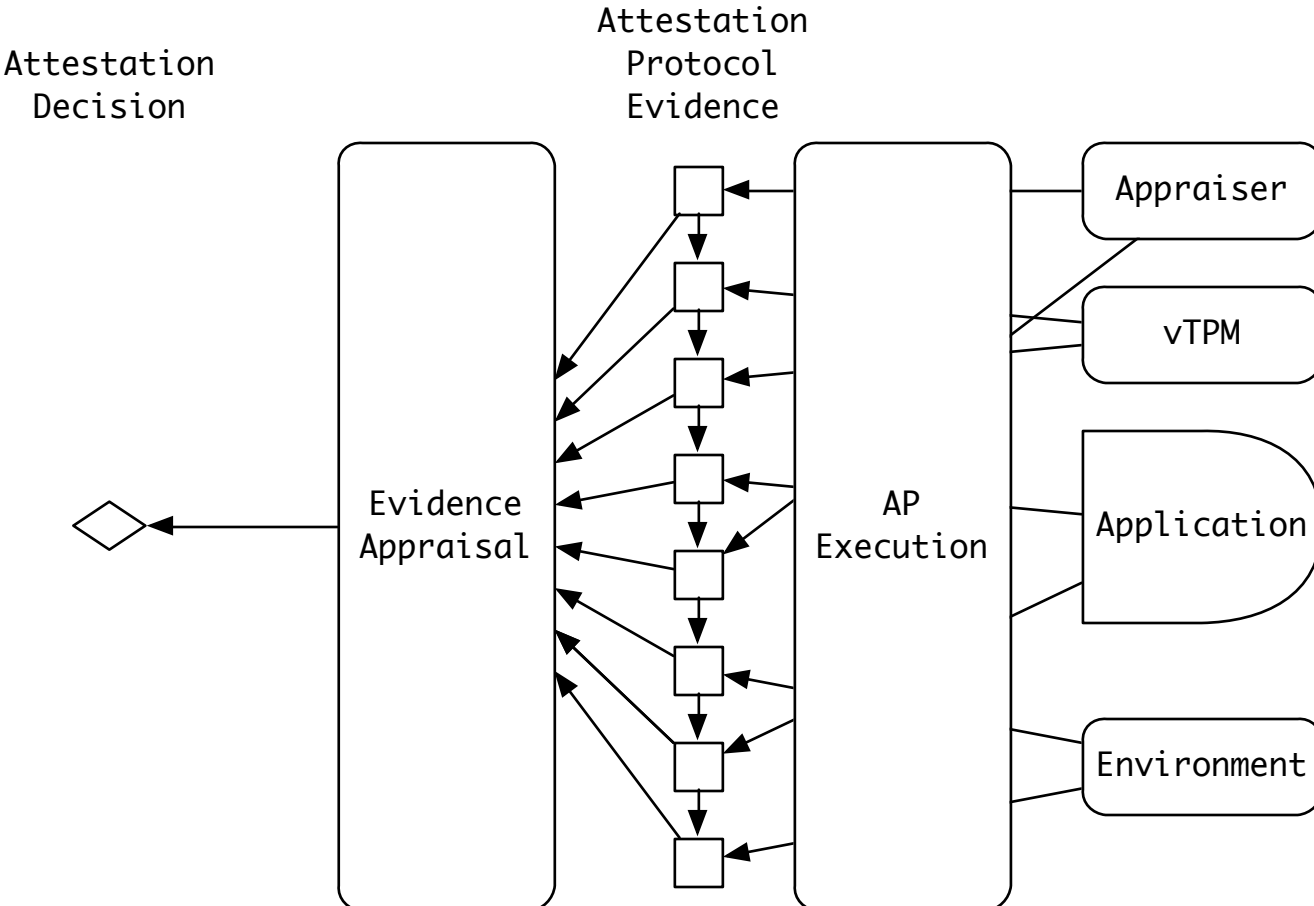 Attestation
Decision
Attestation
Protocol
Evidence
Evidence
Appraisal
AP
Execution
Appraiser
vTPM
Application
Environment